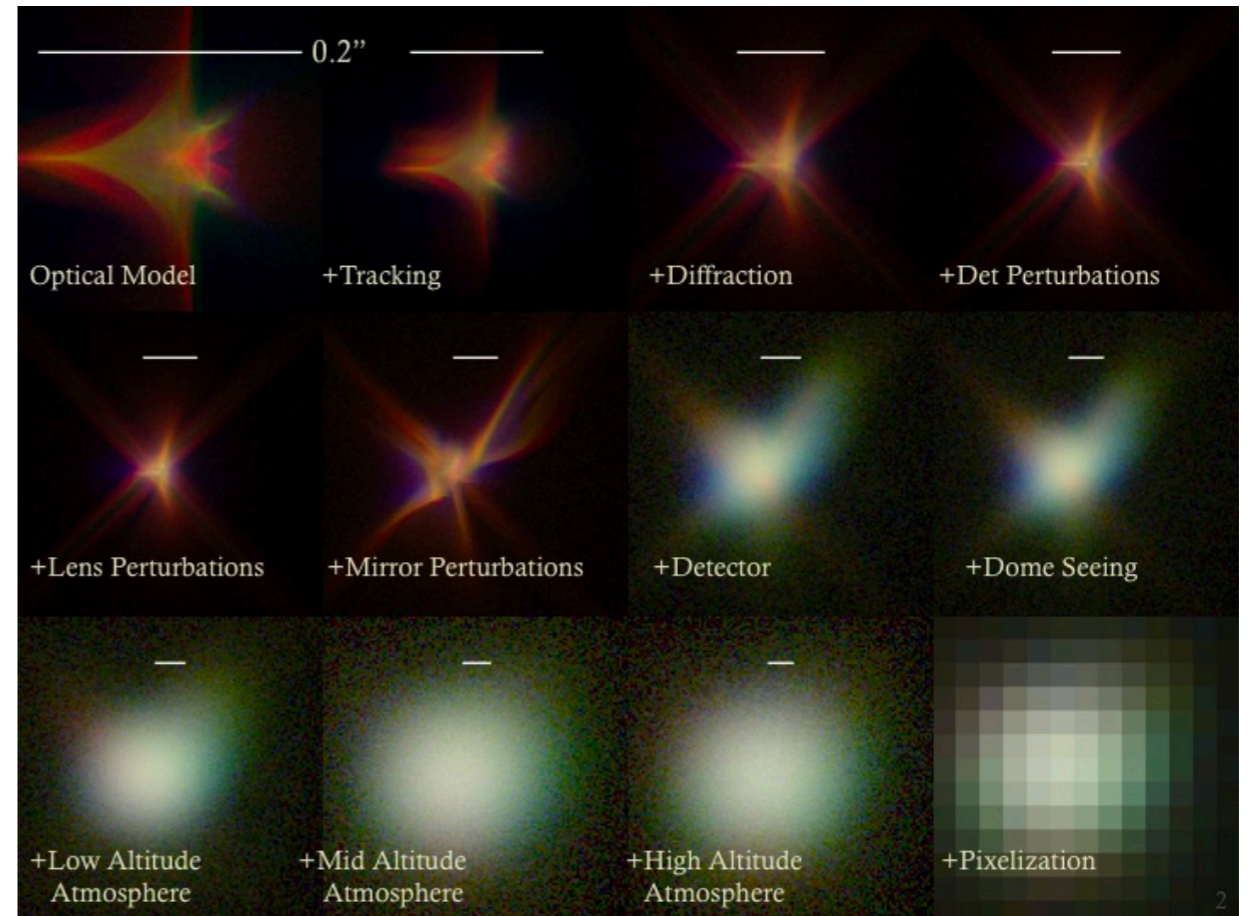 0.2”
Optical Model
+Tracking
+Diffraction
+Det Perturbations
+Lens Perturbations
+Mirror Perturbations
+Detector
+Dome Seeing
+Low Altitude
Atmosphere
+Mid Altitude
Atmosphere
+High Altitude
Atmosphere
+Pixelization
2